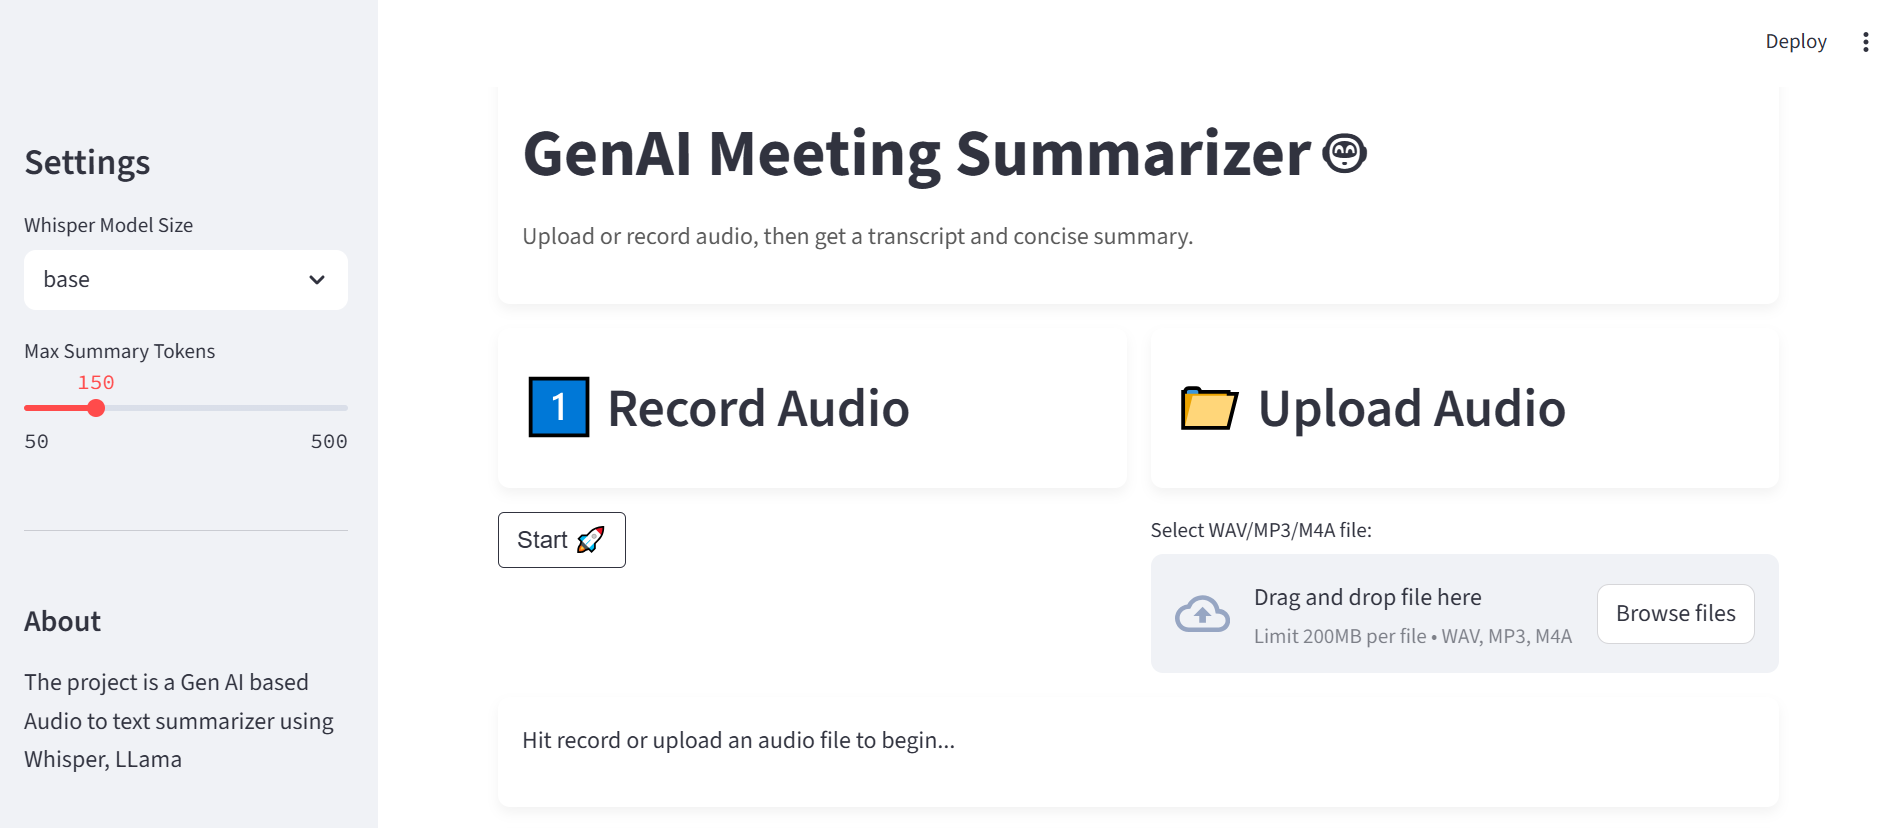 Deploy
Settings
Whisper Model Size
base
Max Summary Tokens
150
50 500
About
The project is a Gen AI based
Audio to text summarizer using
Whisper, LLama
GenAI Meeting Summarizer
Upload or record audio, then get a transcript and concise summary.
1 Record Audio
Start 🚀
📁 Upload Audio
Select WAV/MP3/M4A file:
Drag and drop file here
Limit 200MB per file • WAV, MP3, M4A
Browse files
Hit record or upload an audio file to begin...